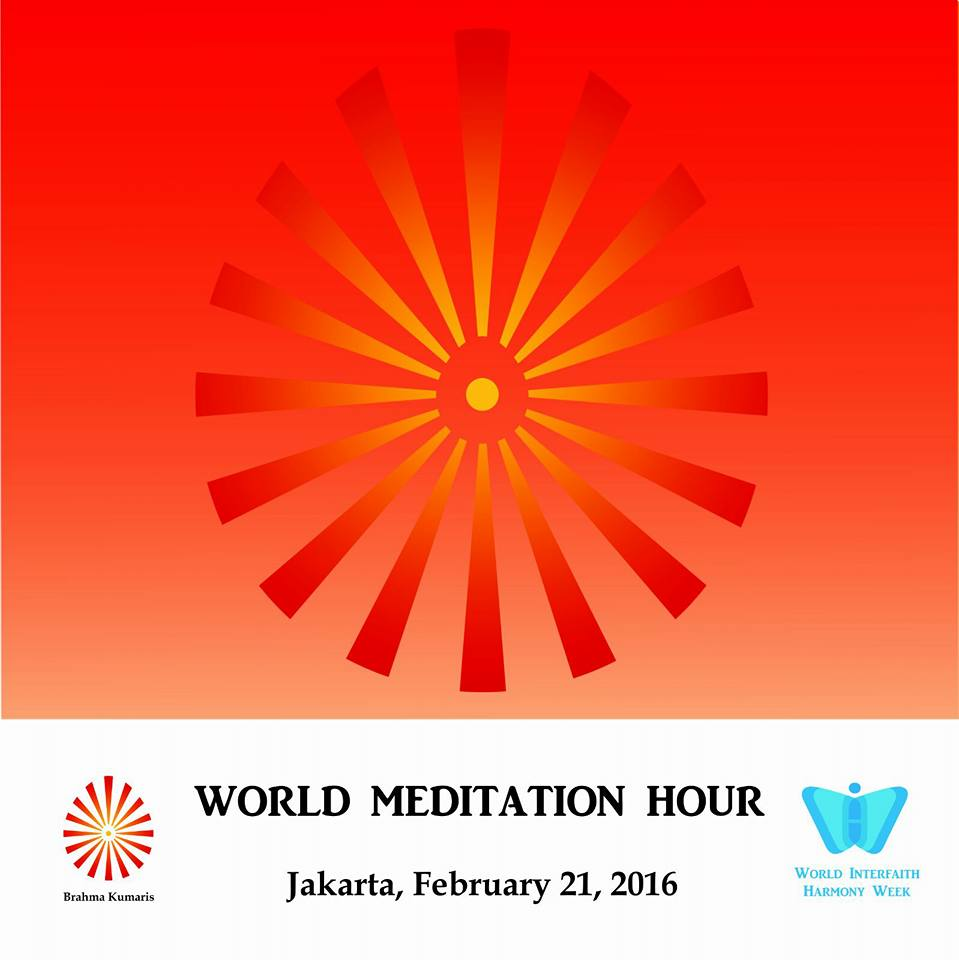 WORLD MEDITATION HOUR
Jakarta, February 21, 2016
Brahma Kumaris
WORLD INTERFAITH
HARMONY WEEK